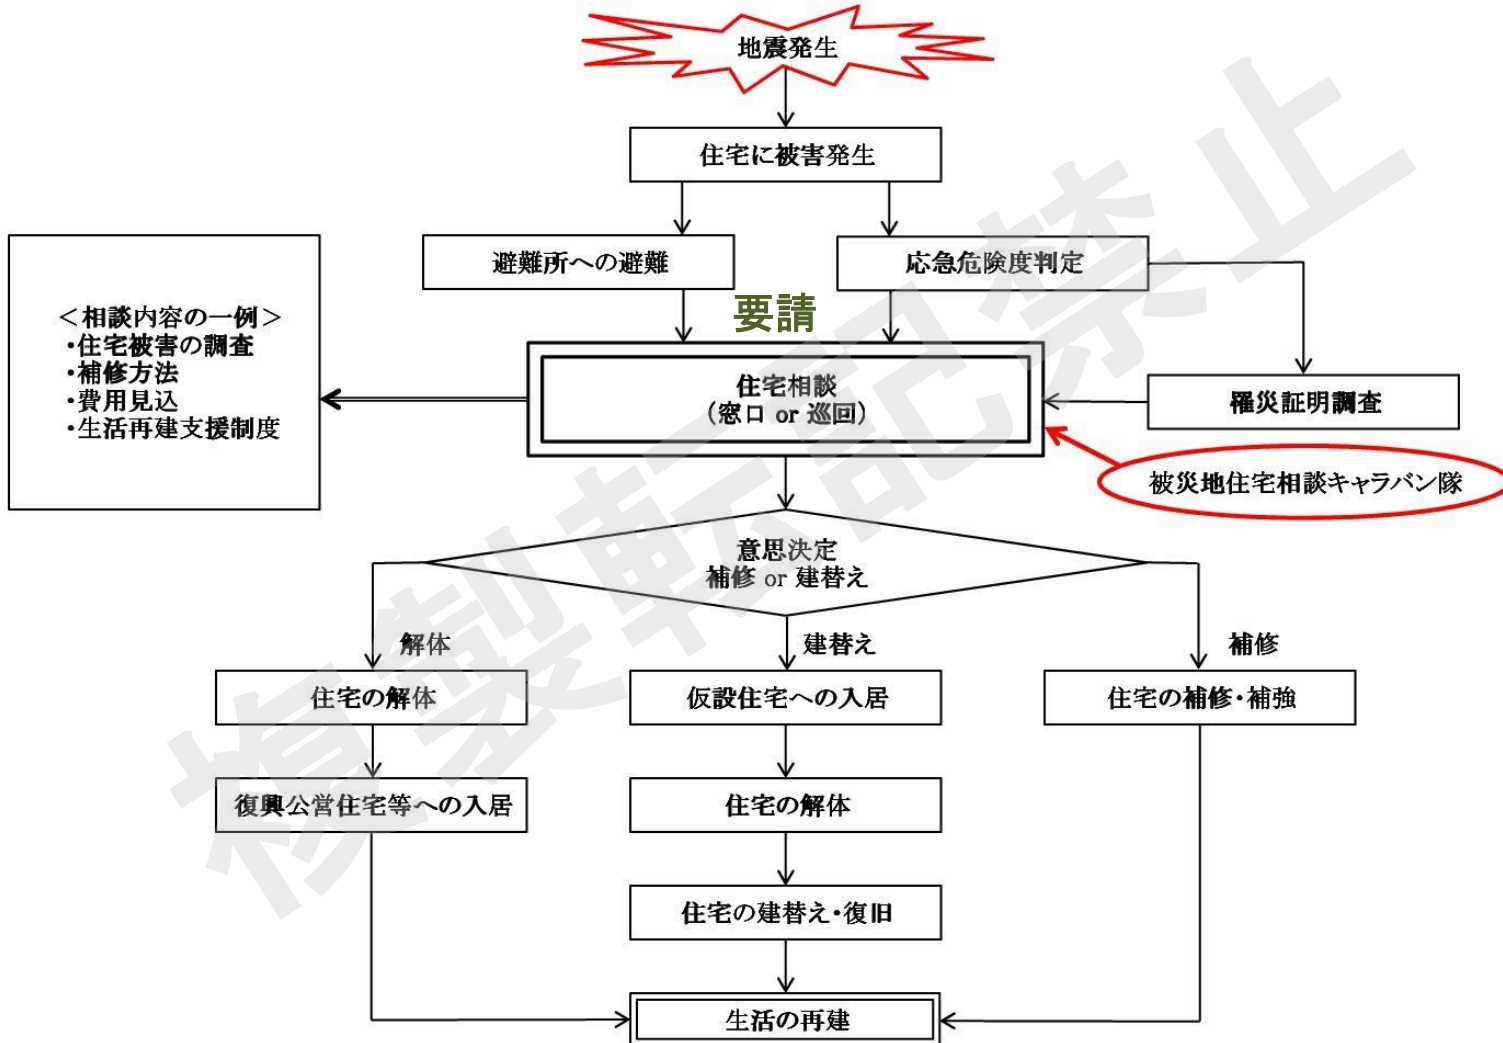 地震発生
住宅に被害発生
避難所への避難
応急危険度判定
要請
＜相談内容の一例＞
・住宅被害の調査
・補修方法
・費用見込
・生活再建支援制度
住宅相談
（窓口 or 巡回）
罹災証明調査
被災地住宅相談キャラバン隊
意思決定
補修 or 建替え
解体
建替え
補修
住宅の解体
仮設住宅への入居
住宅の補修・補強
復興公営住宅等への入居
住宅の解体
住宅の建替え・復旧
生活の再建
複製転記禁止